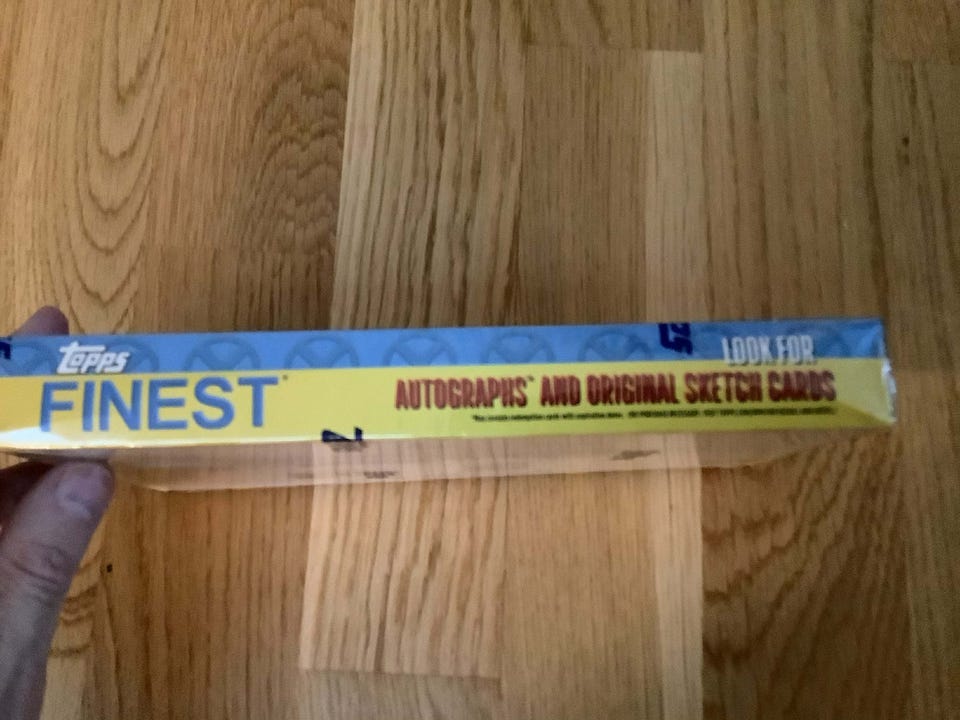 Topps
FINEST
LOOK FOR
AUTOGRAPHS AND ORIGINAL SKETCH CARDS